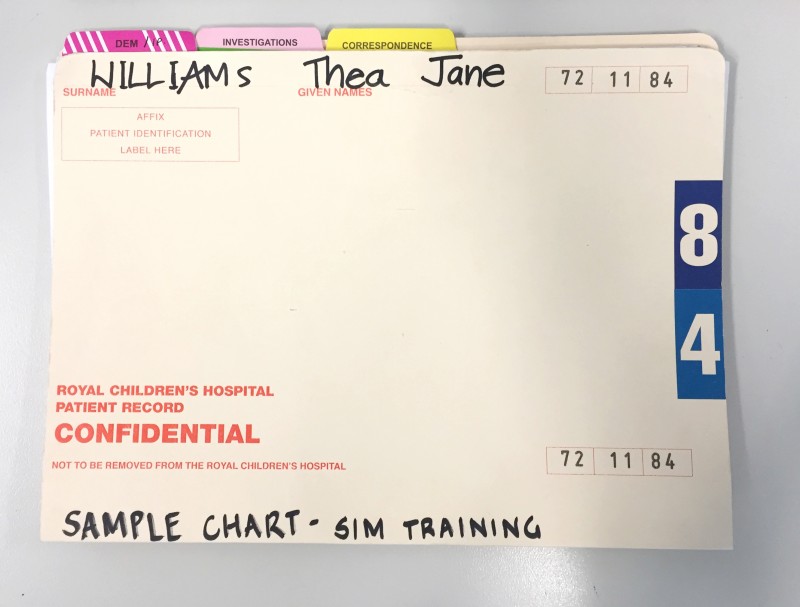 DEM / IP
INVESTIGATIONS
CORRESPONDENCE
WILLIAMS Thea Jane
SURNAME
GIVEN NAMES
72 11 84
AFFIX
PATIENT IDENTIFICATION
LABEL HERE
8
4
ROYAL CHILDREN'S HOSPITAL
PATIENT RECORD
CONFIDENTIAL
NOT TO BE REMOVED FROM THE ROYAL CHILDREN'S HOSPITAL
72 11 84
SAMPLE CHART - SIM TRAINING